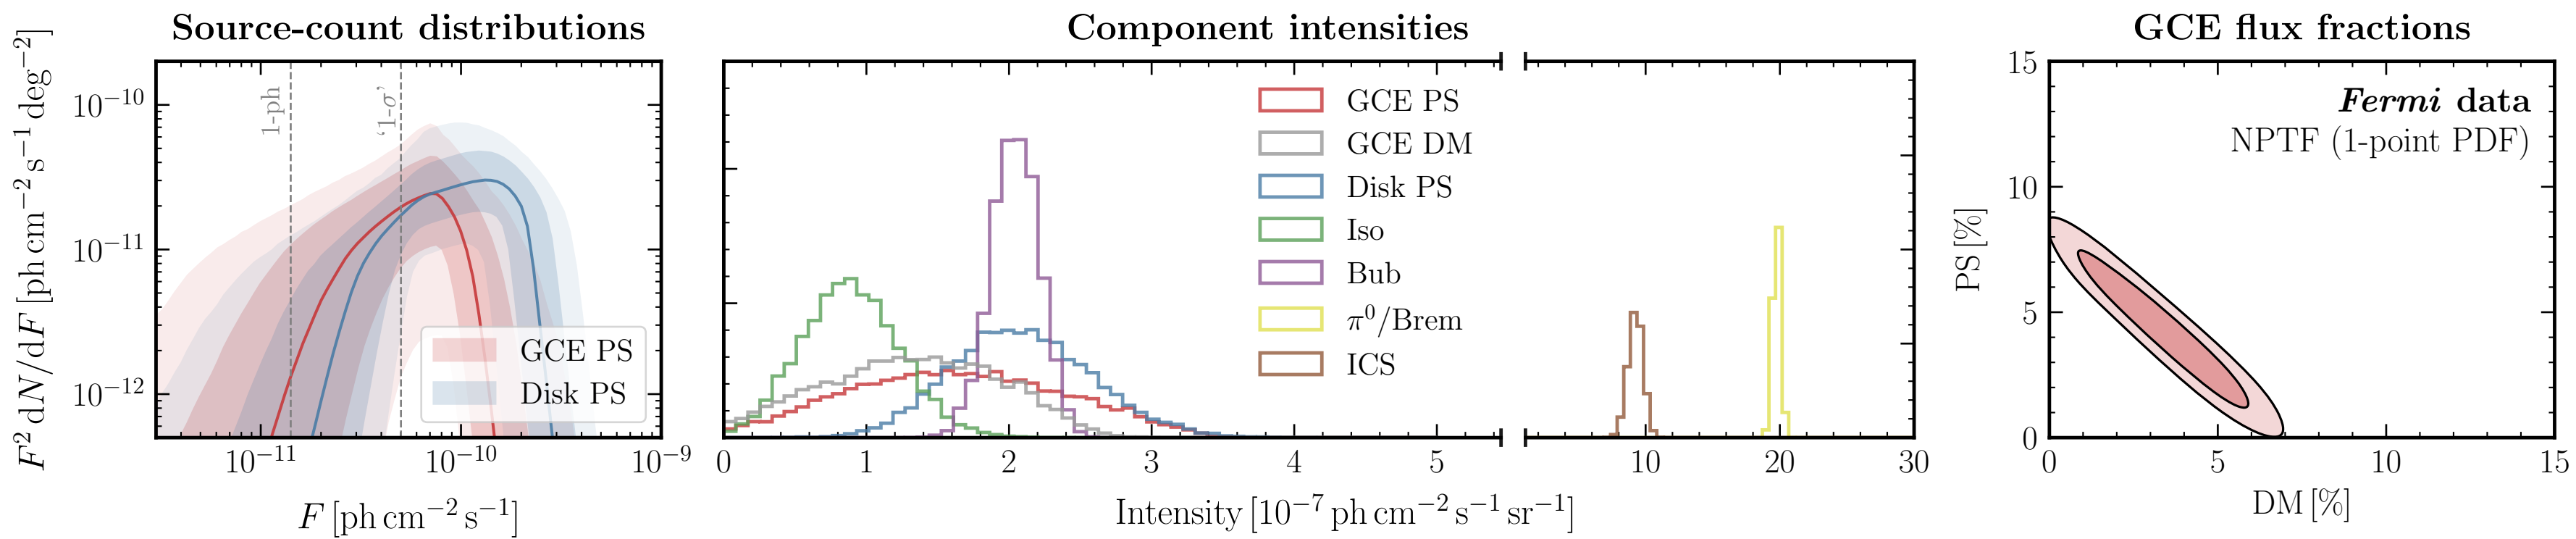 Source-count distributions
F² dN/dF [ph cm⁻² s⁻¹ deg⁻²]
10⁻¹⁰
10⁻¹¹
10⁻¹²
1-ph
‘1-σ’
GCE PS
Disk PS
10⁻¹¹ 10⁻¹⁰ 10⁻⁹
F [ph cm⁻² s⁻¹]
Component intensities
GCE PS
GCE DM
Disk PS
Iso
Bub
π⁰/Brem
ICS
0 1 2 3 4 5 10 20 30
Intensity [10⁻⁷ ph cm⁻² s⁻¹ sr⁻¹]
GCE flux fractions
Fermi data
NPTF (1-point PDF)
PS [%]
15
10
5
0
0 5 10 15
DM [%]